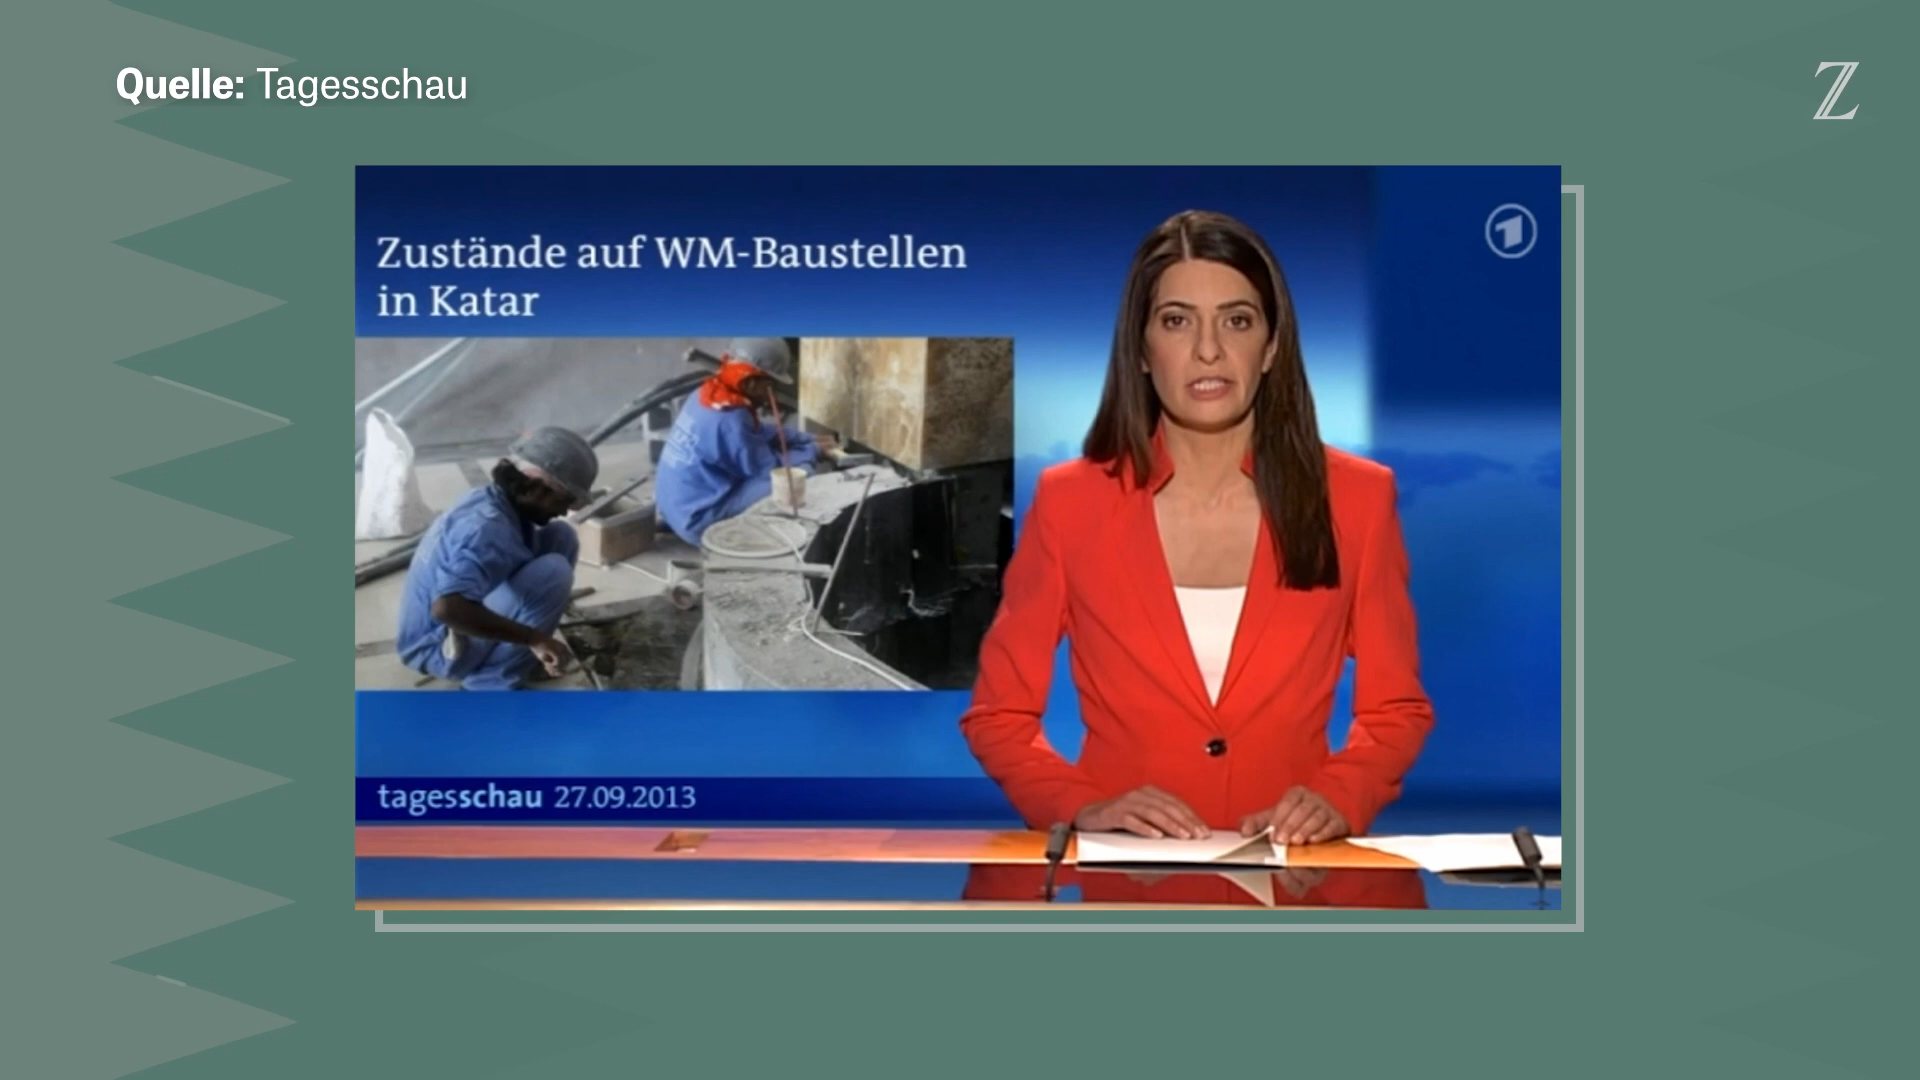 Quelle: Tagesschau
Z
Zustände auf WM-Baustellen
in Katar
1
tagesschau 27.09.2013